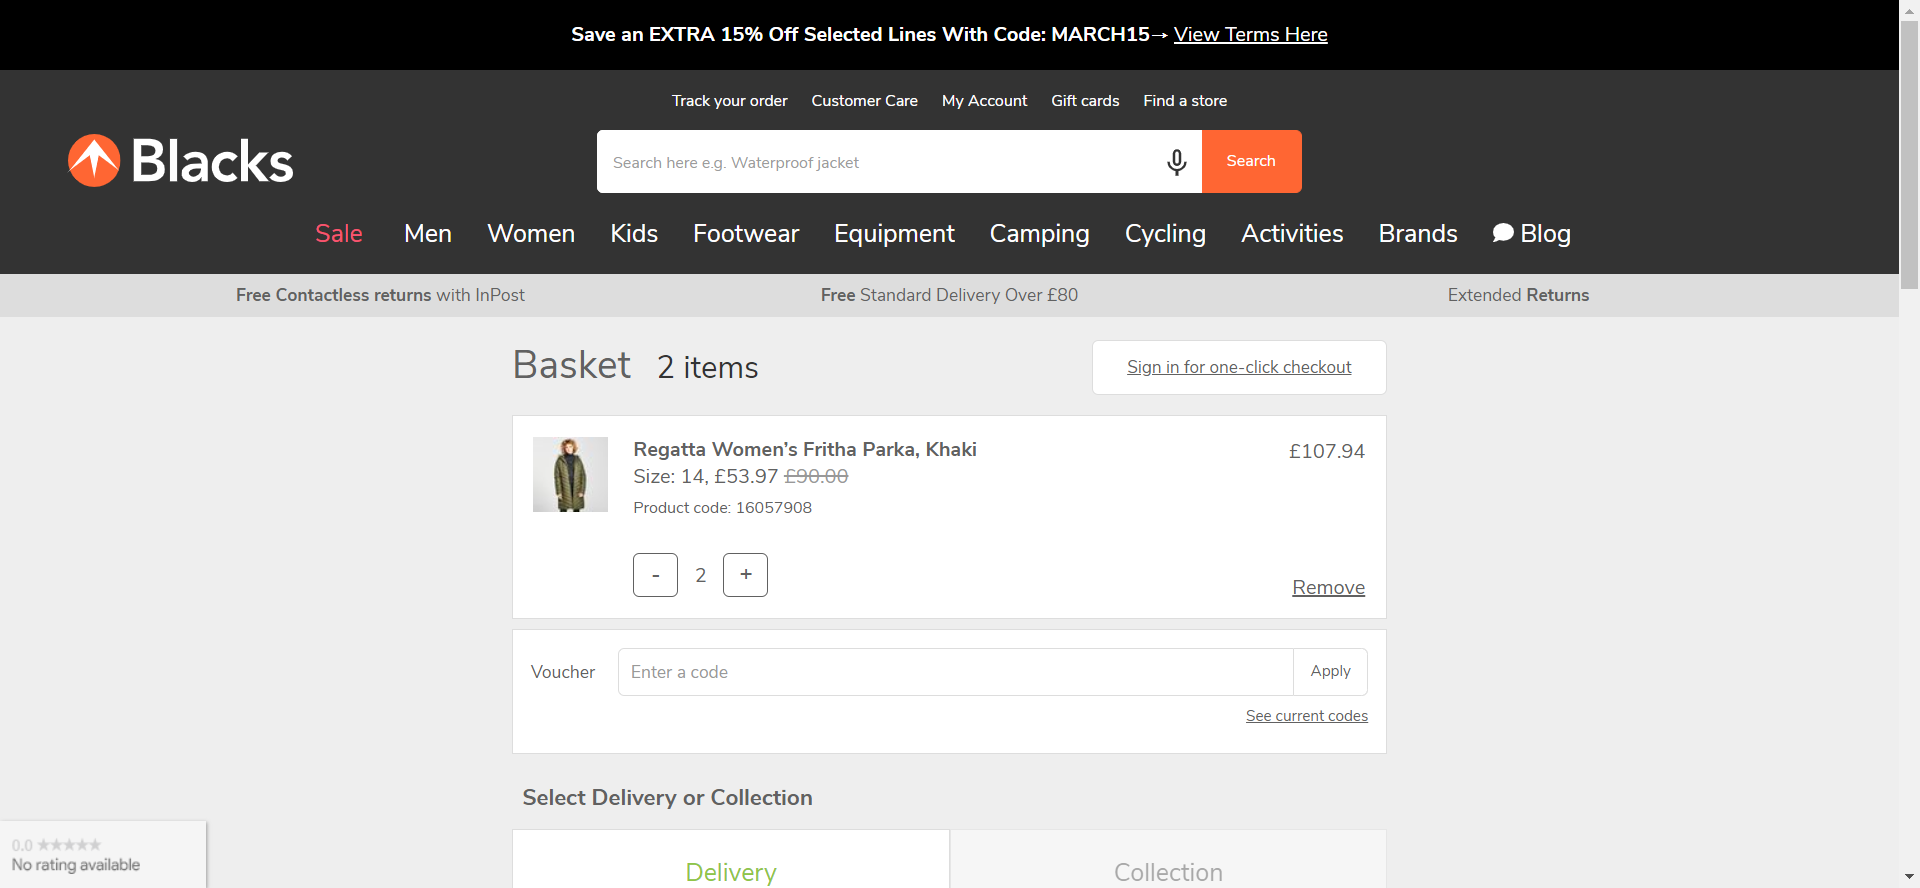 Save an EXTRA 15% Off Selected Lines With Code: MARCH15→ View Terms Here
Track your order Customer Care My Account Gift cards Find a store
Blacks
Search here e.g. Waterproof jacket Search
Sale Men Women Kids Footwear Equipment Camping Cycling Activities Brands Blog
Free Contactless returns with InPost Free Standard Delivery Over £80 Extended Returns
Basket 2 items Sign in for one-click checkout
Regatta Women’s Fritha Parka, Khaki £107.94
Size: 14, £53.97 £90.00
Product code: 16057908
- 2 +
Remove
Voucher Enter a code Apply
See current codes
Select Delivery or Collection
0.0 ★★★★★
No rating available
Delivery Collection